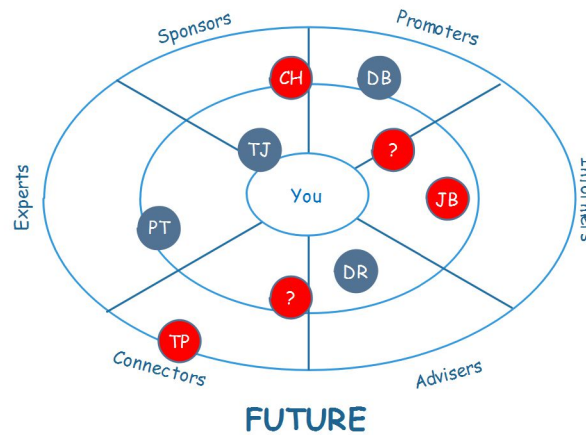 Sponsors
Promoters
CH
DB
TJ
?
Experts
You
JB
PT
DR
?
TP
Connectors
Advisers
FUTURE